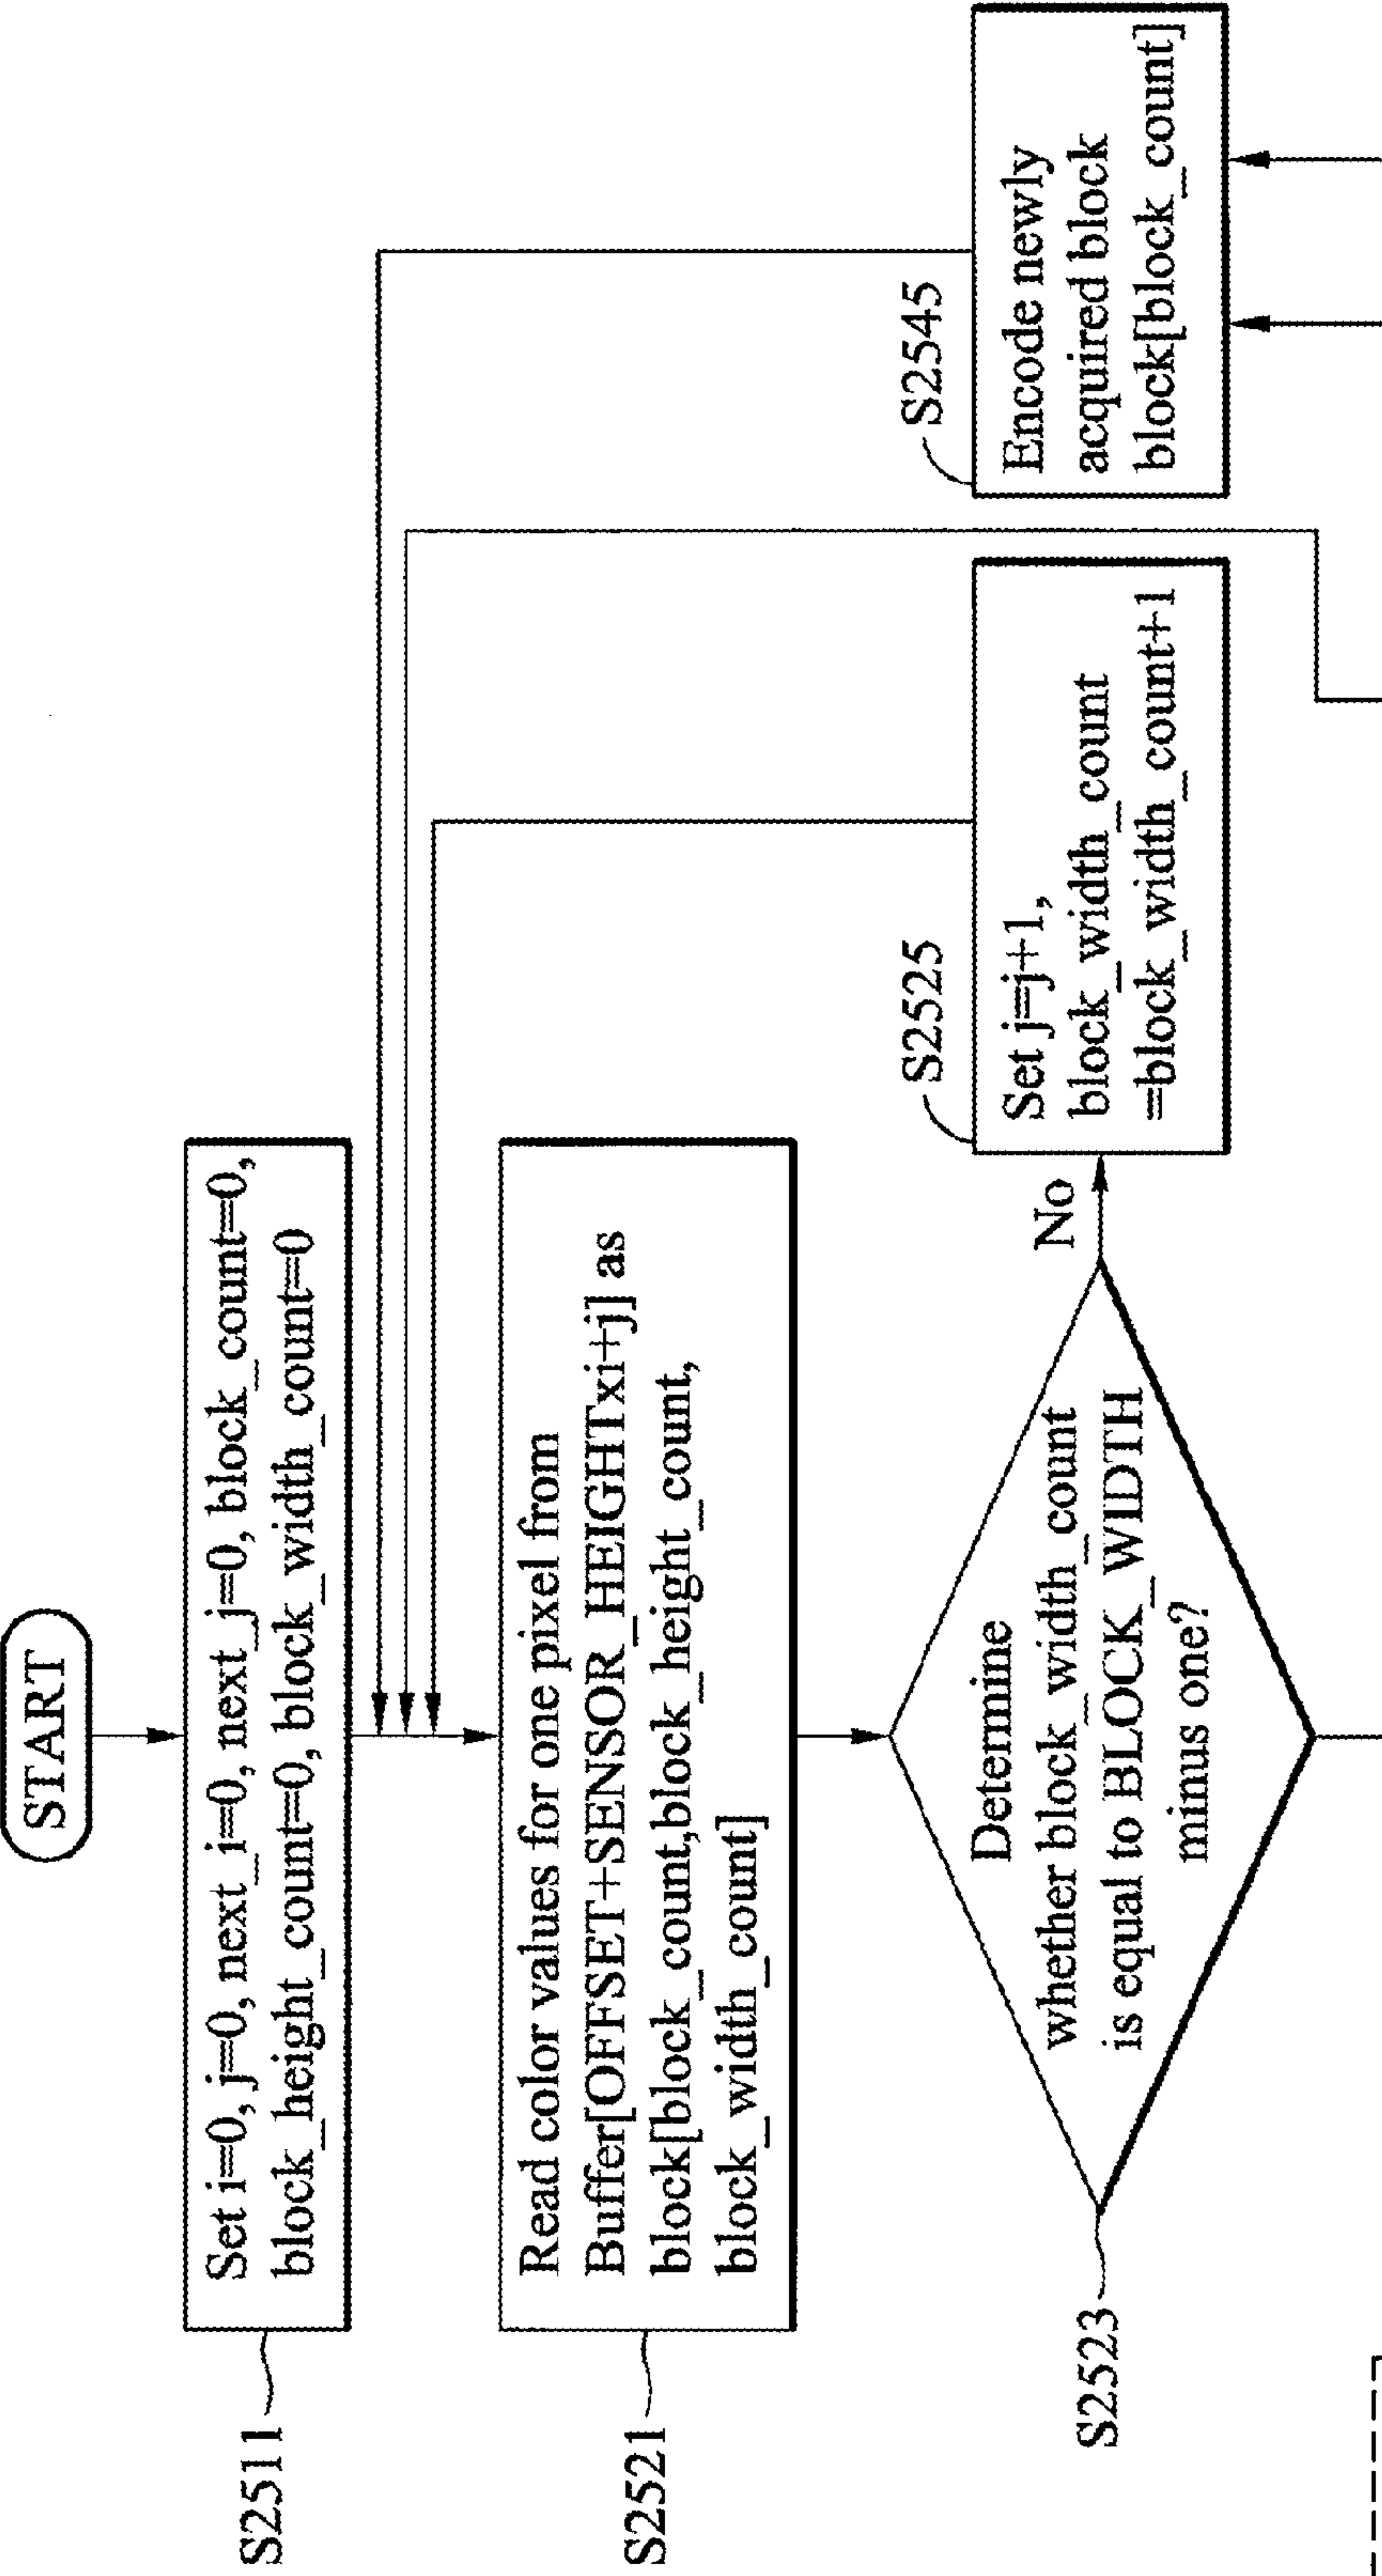 START
S2511
Set i=0, j=0, next_i=0, next_j=0, block_count=0,
block_height_count=0, block_width_count=0
S2521
Read color values for one pixel from
Buffer[OFFSET+SENSOR_HEIGHTxi+j] as
block[block_count,block_height_count,
block_width_count]
S2523
Determine
whether block_width_count
is equal to BLOCK_WIDTH
minus one?
No
S2525
Set j=j+1,
block_width_count
=block_width_count+1
S2545
Encode newly
acquired block
block[block_count]